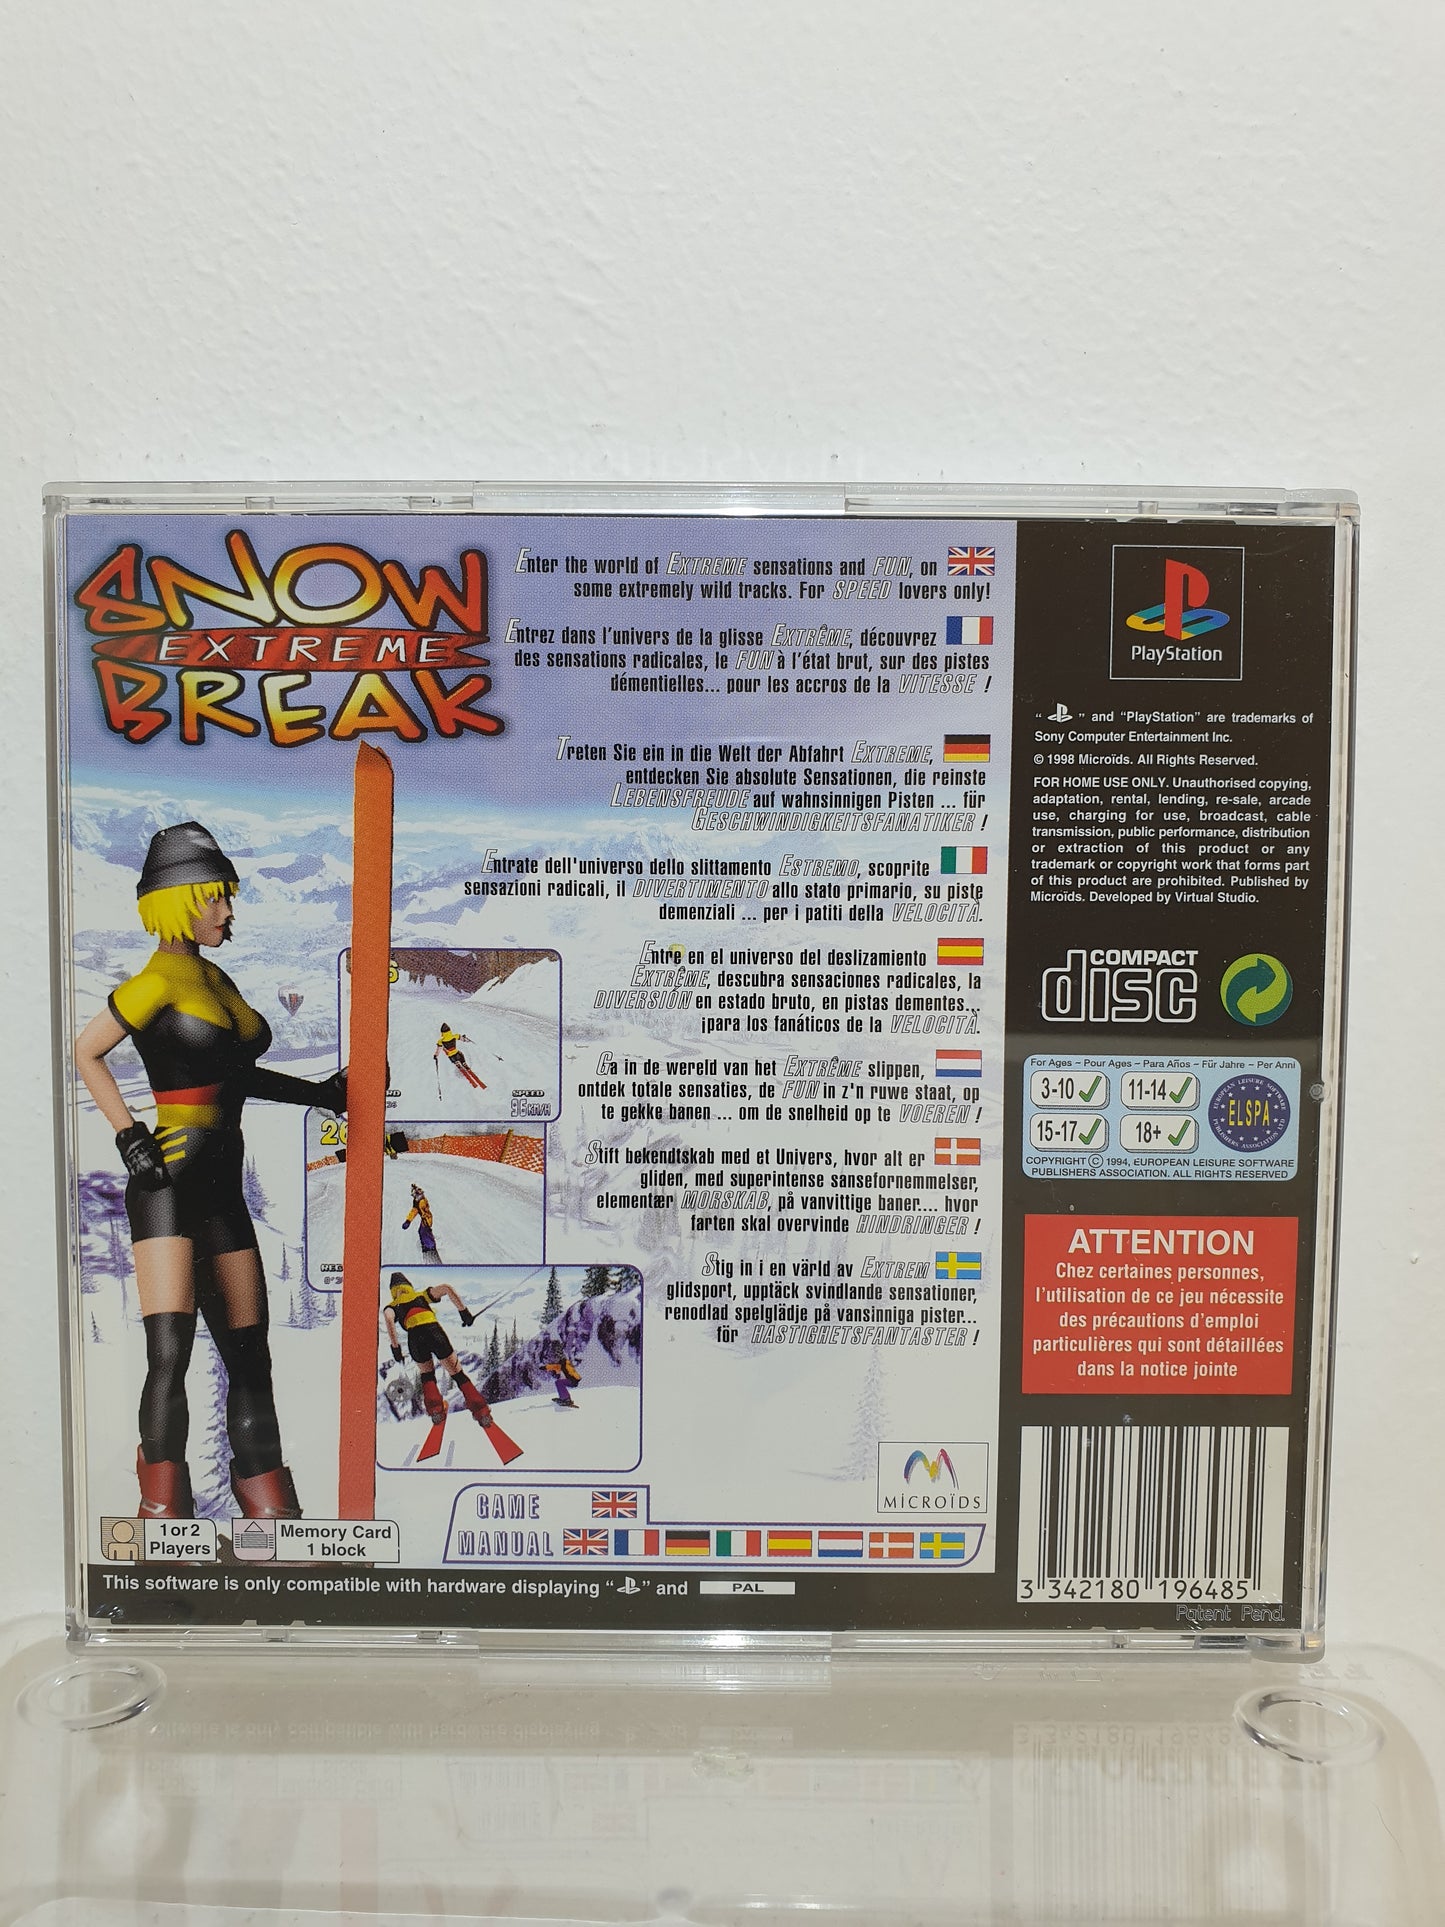 SNOW
EXTREME
BREAK
Enter the world of EXTREME sensations and FUN, on
some extremely wild tracks. For SPEED lovers only!
Entrez dans l'univers de la glisse EXTRÊME, découvrez
des sensations radicales, le FUN à l'état brut, sur des pistes
démentielles... pour les accros de la VITESSE !
Treten Sie ein in die Welt der Abfahrt EXTREME,
entdecken Sie absolute Sensationen, die reinste
LEBENSFREUDE auf wahnsinnigen Pisten ... für
GESCHWINDIGKEITSFANATIKER !
Entrate dell'universo dello slittamento ESTREMO, scoprite
sensazioni radicali, il DIVERTIMENTO allo stato primario, su piste
demenziali ... per i patiti della VELOCITÀ.
Entre en el universo del deslizamiento
EXTRÊME, descubra sensaciones radicales, la
DIVERSIÓN en estado bruto, en pistas dementes...
¡para los fanáticos de la VELOCITÀ.
Ga in de wereld van het EXTRÊME slippen,
ontdek totale sensaties, de FUN in z'n ruwe staat, op
te gekke banen ... om de snelheid op te VOEREN !
Stift bekendtskab med et Univers, hvor alt er
gliden, med superintense sansefornemmelser,
elementær MORSKAB, på vanvittige baner.... hvor
farten skal overvinde HINDRINGER !
Stig in i en värld av EXTREM
glidsport, upptäck svindlande sensationer,
renodlad spelglädje på vansinniga pister...
för HASTIGHETSFANTASTER !
SPEED
96 KM/H
MICROÏDS
GAME
MANUAL
1 or 2
Players
Memory Card
1 block
This software is only compatible with hardware displaying " " and PAL
PlayStation
" " and "PlayStation" are trademarks of
Sony Computer Entertainment Inc.
© 1998 Microïds. All Rights Reserved.
FOR HOME USE ONLY. Unauthorised copying,
adaptation, rental, lending, re-sale, arcade
use, charging for use, broadcast, cable
transmission, public performance, distribution
or extraction of this product or any
trademark or copyright work that forms part
of this product are prohibited. Published by
Microïds. Developed by Virtual Studio.
COMPACT
disc
For Ages ~ Pour Ages ~ Para Años ~ Für Jahre ~ Per Anni
3-10 11-14
15-17 18+
EUROPEAN LEISURE SOFTWARE PUBLISHERS ASSOCIATION LTD
ELSPA
COPYRIGHT © 1994, EUROPEAN LEISURE SOFTWARE
PUBLISHERS ASSOCIATION. ALL RIGHTS RESERVED
ATTENTION
Chez certaines personnes,
l'utilisation de ce jeu nécessite
des précautions d'emploi
particulières qui sont détaillées
dans la notice jointe
3 342180 196485
Patent Pend.